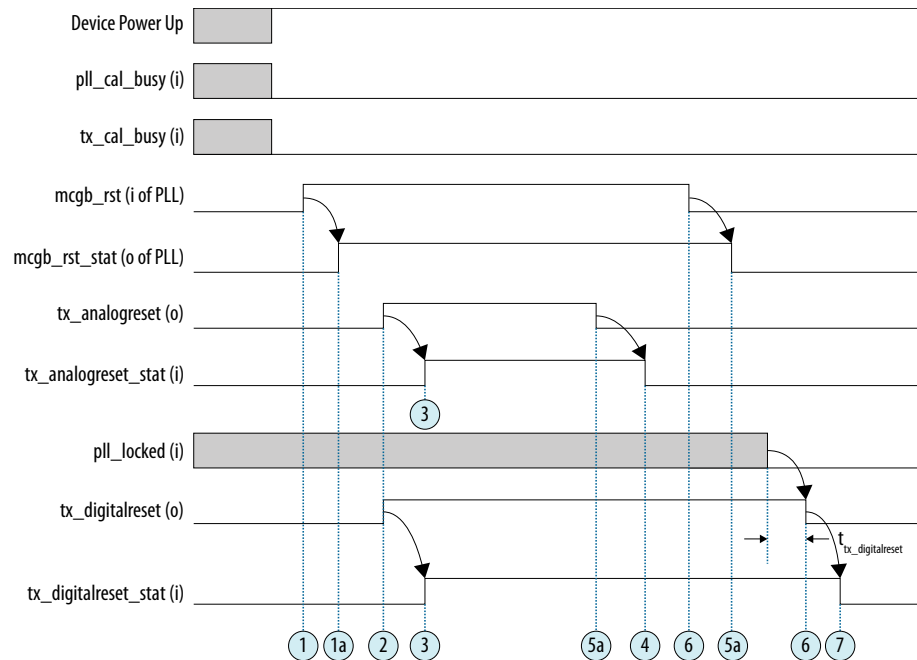 Device Power Up
pll_cal_busy (i)
tx_cal_busy (i)
mcgb_rst (i of PLL)
mcgb_rst_stat (o of PLL)
tx_analogreset (o)
tx_analogreset_stat (i)
3
pll_locked (i)
tx_digitalreset (o)
t tx_digitalreset
tx_digitalreset_stat (i)
1 1a 2 3 5a 4 6 5a 6 7